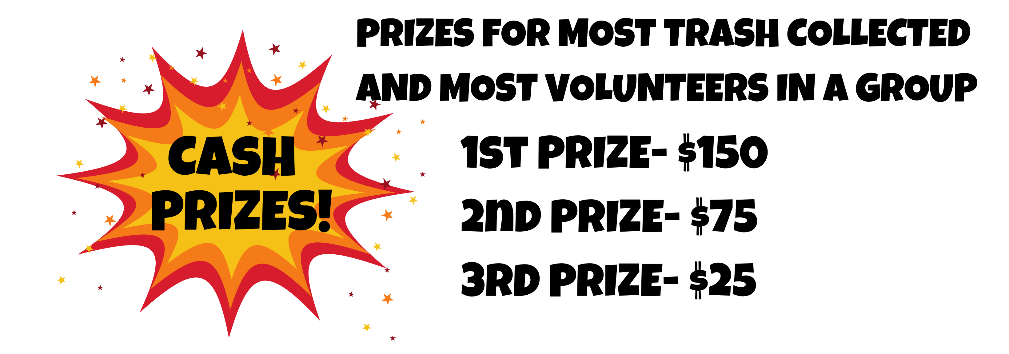 CASH
PRIZES!
PRIZES FOR MOST TRASH COLLECTED
AND MOST VOLUNTEERS IN A GROUP
1ST PRIZE- $150
2ND PRIZE- $75
3RD PRIZE- $25